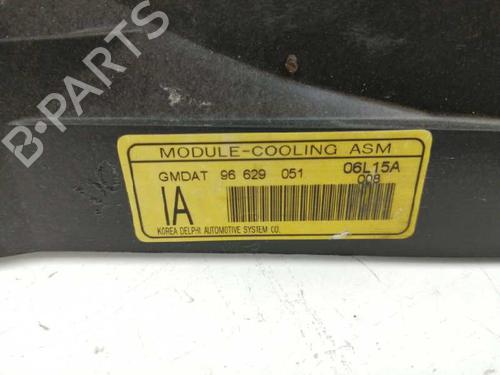 B-PARTS
MODULE-COOLING ASM
GMDAT 96 629 051 06L15A
008
IA
KOREA DELPHI AUTOMOTIVE SYSTEM CO.